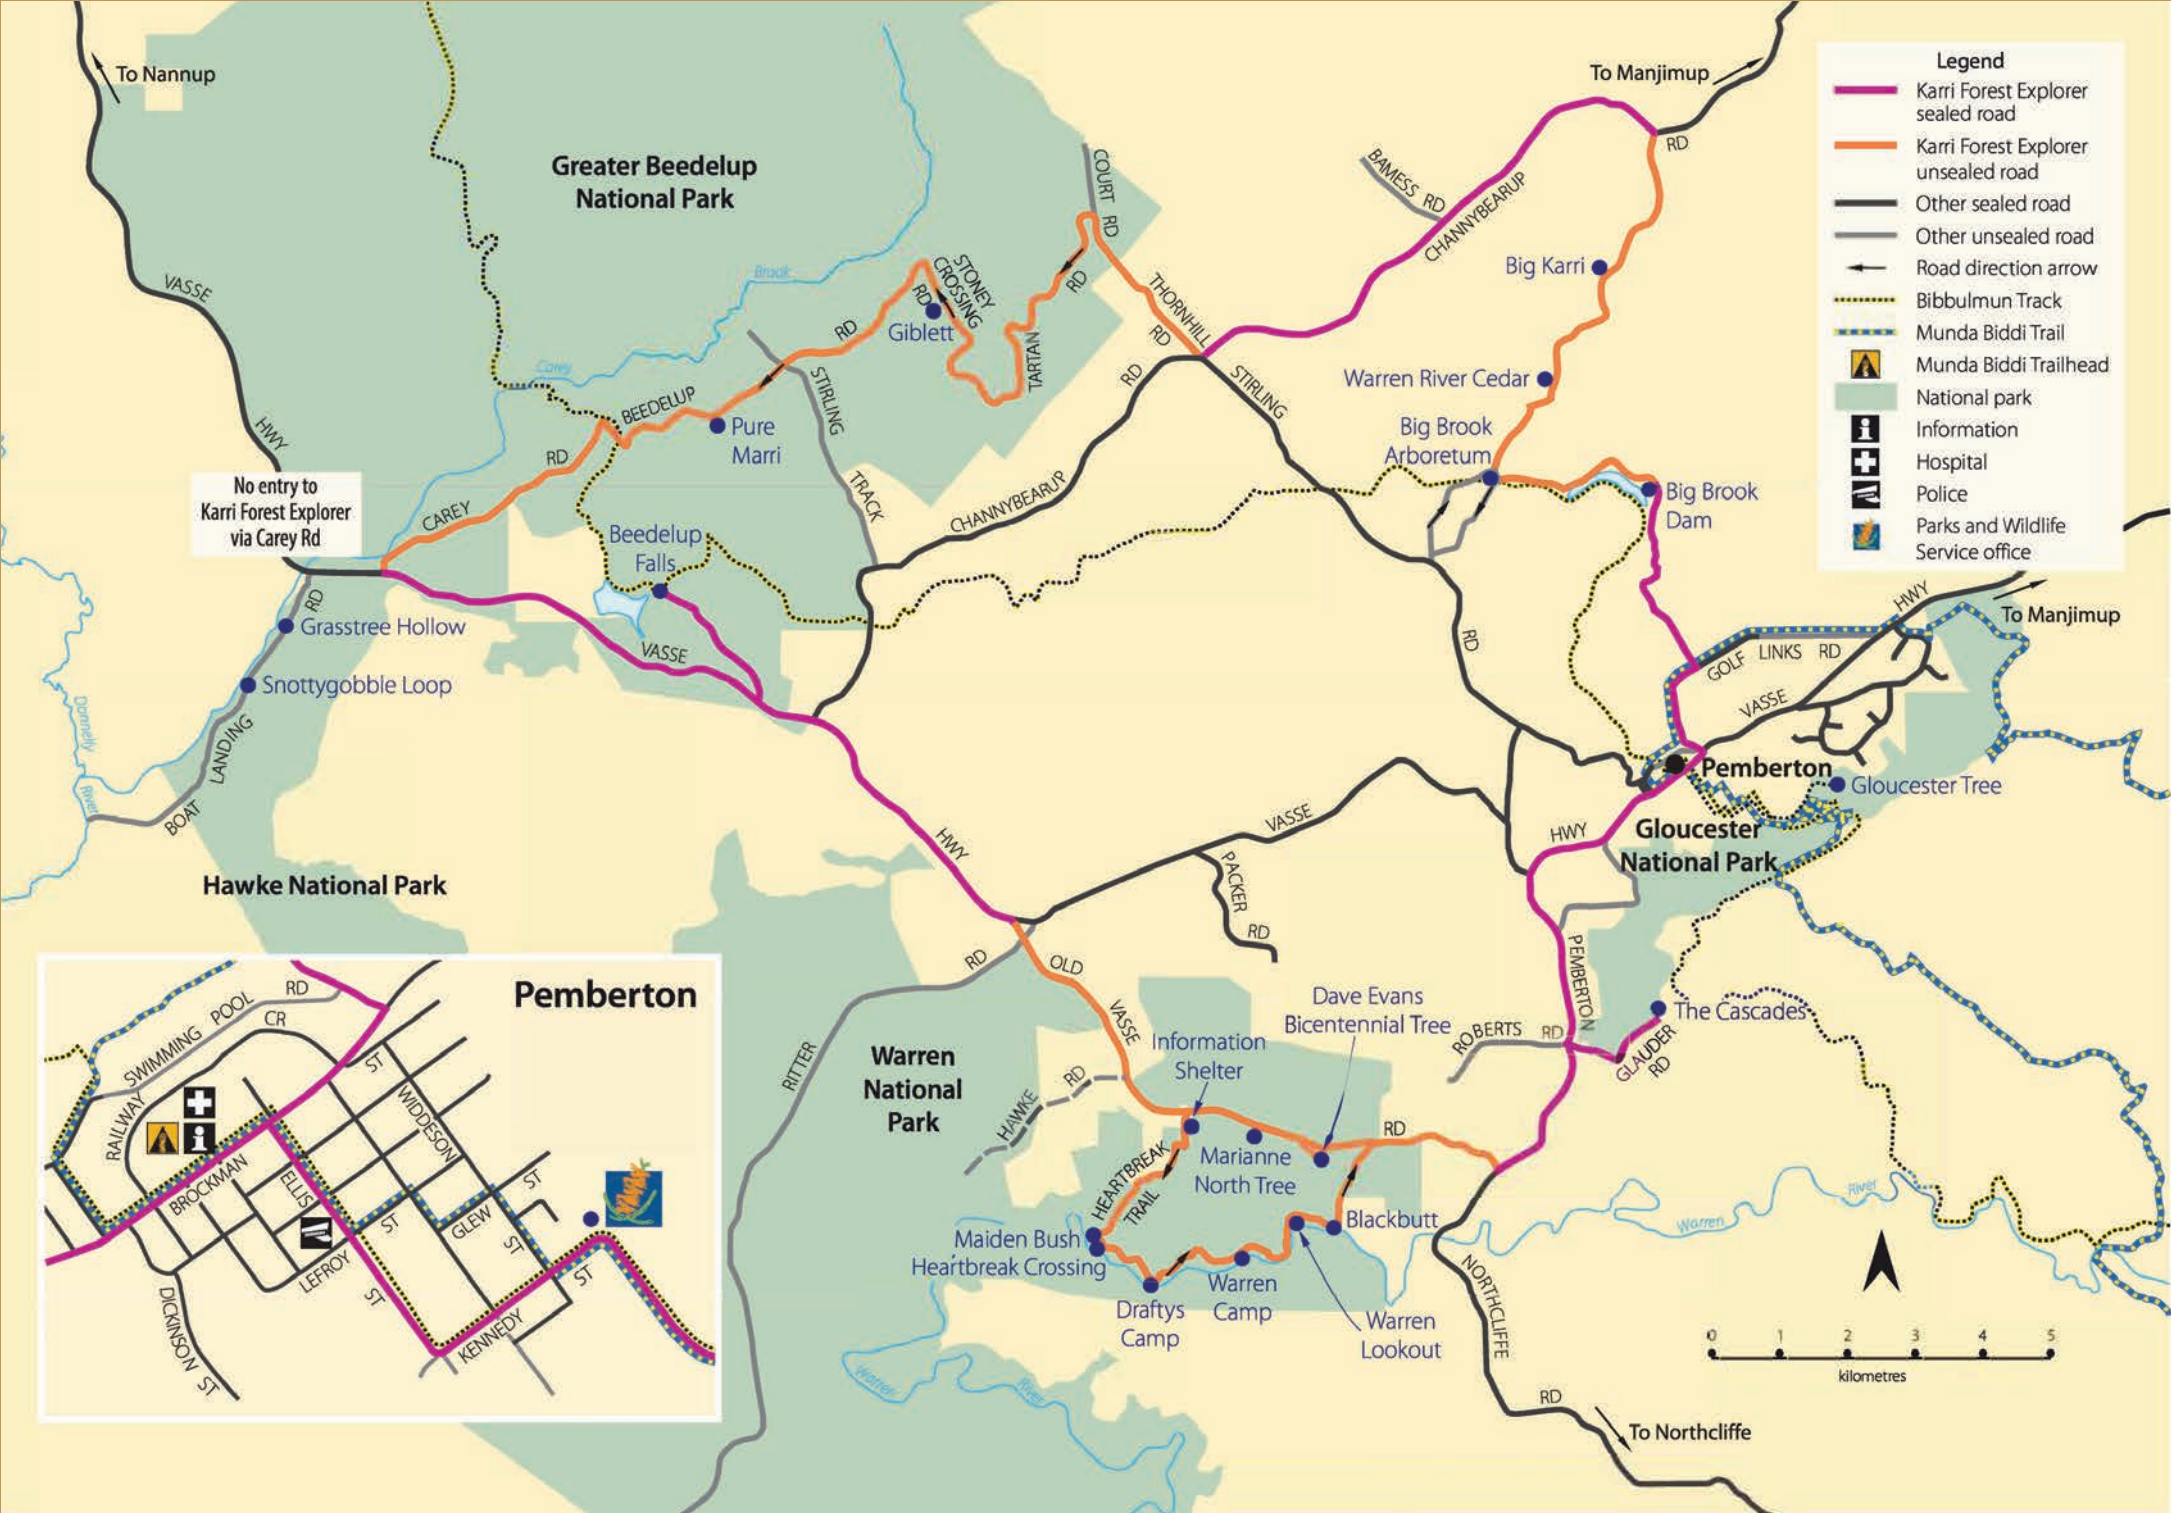 To Nannup
Greater Beedelup
National Park
To Manjimup
RD
Legend
Karri Forest Explorer
sealed road
Karri Forest Explorer
unsealed road
Other sealed road
Other unsealed road
Road direction arrow
Bibbulmun Track
Munda Biddi Trail
Munda Biddi Trailhead
National park
Information
Hospital
Police
Parks and Wildlife
Service office
COURT RD
BAMESS RD
CHANNYBEARUP
Big Karri
VASSE
Brook
STONEY
CROSSING
RD
Giblett
RD
RD
THORNHILL
RD
TARTAN
Carey
STIRLING
Warren River Cedar
RD
BEEDELUP
STIRLING
Pure
Marri
Big Brook
Arboretum
HWY
RD
No entry to
Karri Forest Explorer
via Carey Rd
CAREY
TRACK
CHANNYBEARUP
Big Brook
Dam
Beedelup
Falls
RD
Grasstree Hollow
VASSE
RD
HWY
To Manjimup
GOLF LINKS RD
Snottygobble Loop
Donnelly
River
LANDING
BOAT
VASSE
Pemberton
Gloucester Tree
HWY
VASSE
HWY
Gloucester
National Park
PACKER
RD
Hawke National Park
RD
OLD
VASSE
PEMBERTON
Dave Evans
Bicentennial Tree
The Cascades
ROBERTS RD
GLAUDER
RD
Information
Shelter
RITTER
Warren
National
Park
HAWKE
RD
RD
Marianne
North Tree
HEARTBREAK
TRAIL
Maiden Bush
Heartbreak Crossing
Blackbutt
Warren
Camp
Draftys
Camp
Warren
Lookout
Warren
River
Warren
River
NORTHCLIFFE
RD
To Northcliffe
0 1 2 3 4 5
kilometres
Pemberton
SWIMMING POOL RD
CR
RAILWAY
ST
WIDDESON
ST
BROCKMAN
ELLIS
ST
ST
GLEW
ST
LEFROY
ST
KENNEDY
ST
DICKINSON ST